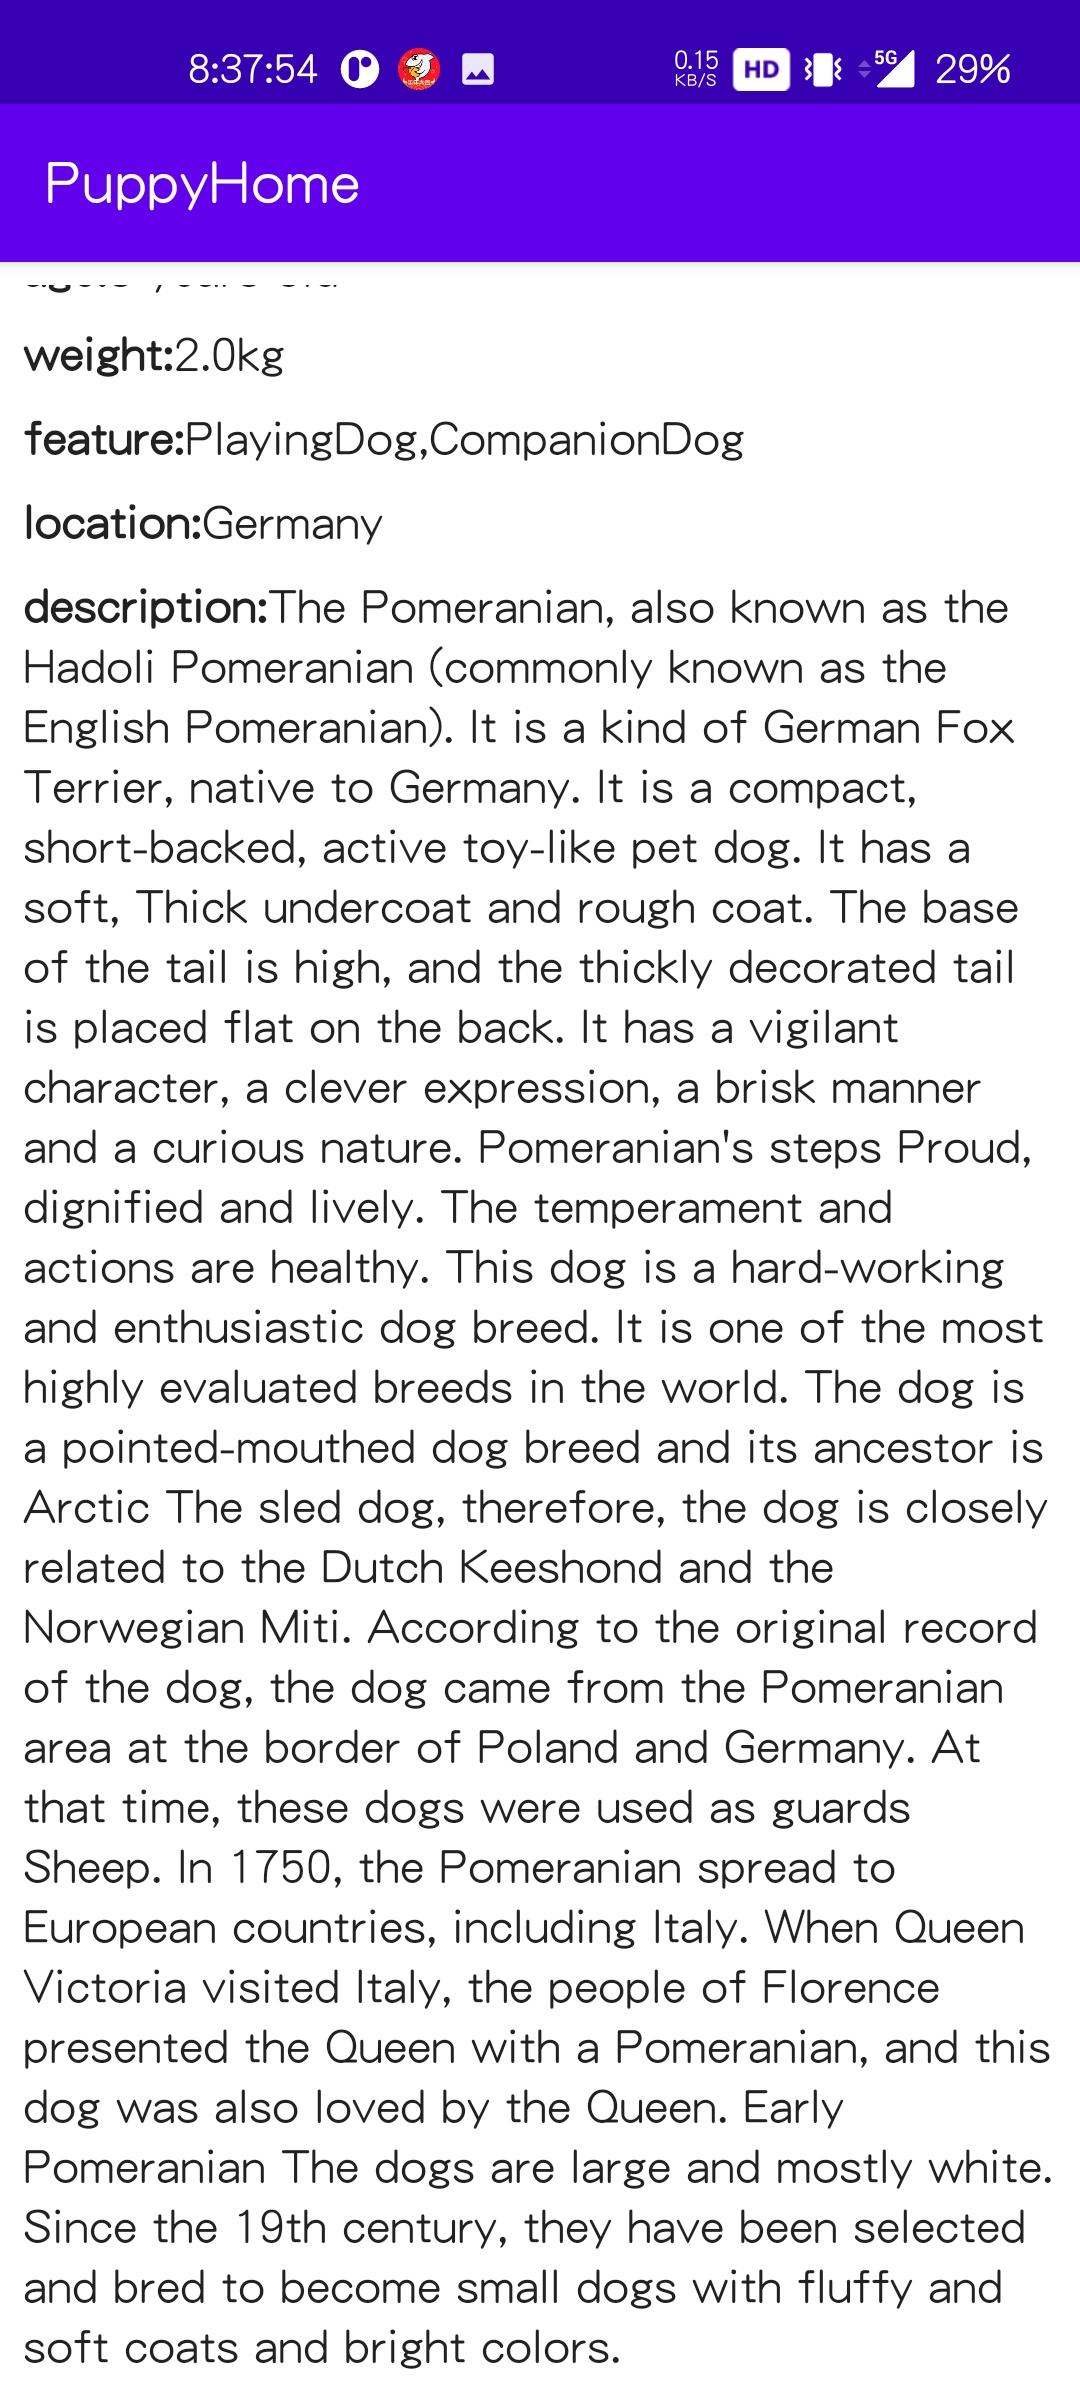 8:37:54
0.15
KB/S
HD
5G
29%
PuppyHome
weight:2.0kg
feature:PlayingDog,CompanionDog
location:Germany
description:The Pomeranian, also known as the
Hadoli Pomeranian (commonly known as the
English Pomeranian). It is a kind of German Fox
Terrier, native to Germany. It is a compact,
short-backed, active toy-like pet dog. It has a
soft, Thick undercoat and rough coat. The base
of the tail is high, and the thickly decorated tail
is placed flat on the back. It has a vigilant
character, a clever expression, a brisk manner
and a curious nature. Pomeranian's steps Proud,
dignified and lively. The temperament and
actions are healthy. This dog is a hard-working
and enthusiastic dog breed. It is one of the most
highly evaluated breeds in the world. The dog is
a pointed-mouthed dog breed and its ancestor is
Arctic The sled dog, therefore, the dog is closely
related to the Dutch Keeshond and the
Norwegian Miti. According to the original record
of the dog, the dog came from the Pomeranian
area at the border of Poland and Germany. At
that time, these dogs were used as guards
Sheep. In 1750, the Pomeranian spread to
European countries, including Italy. When Queen
Victoria visited Italy, the people of Florence
presented the Queen with a Pomeranian, and this
dog was also loved by the Queen. Early
Pomeranian The dogs are large and mostly white.
Since the 19th century, they have been selected
and bred to become small dogs with fluffy and
soft coats and bright colors.